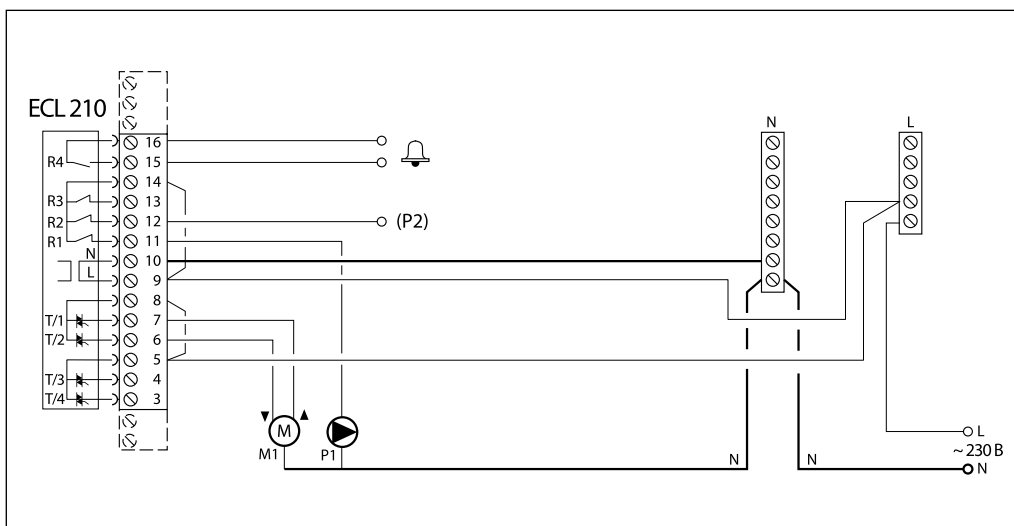 ECL 210
N
L
16
R4
15
14
R3
13
R2
12
(P2)
R1
11
N
10
L
9
8
T/1
7
T/2
6
5
T/3
4
T/4
3
M
M1
P1
N
N
L
~ 230 В
N